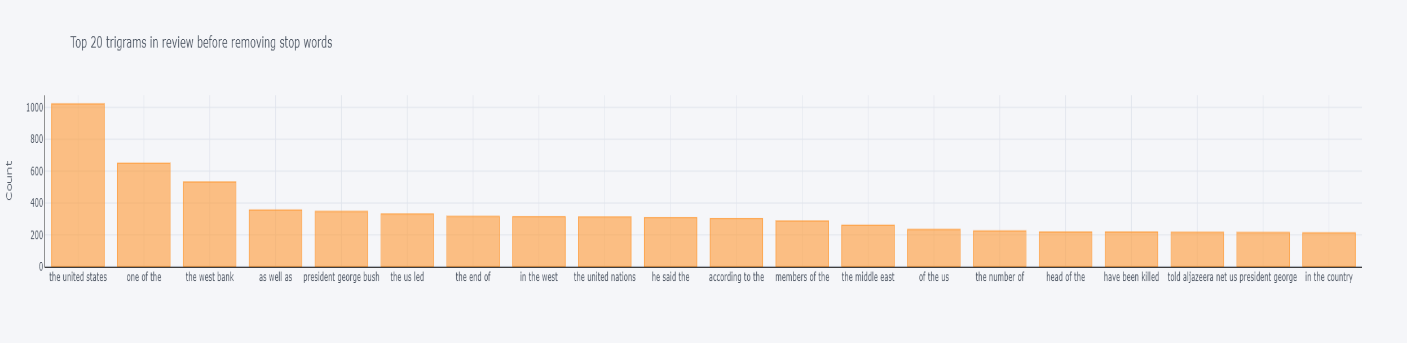 Top 20 trigrams in review before removing stop words
Count
1000
800
600
400
200
0
the united states
one of the
the west bank
as well as
president george bush
the us led
the end of
in the west
the united nations
he said the
according to the
members of the
the middle east
of the us
the number of
head of the
have been killed
told aljazeera net
us president george
in the country